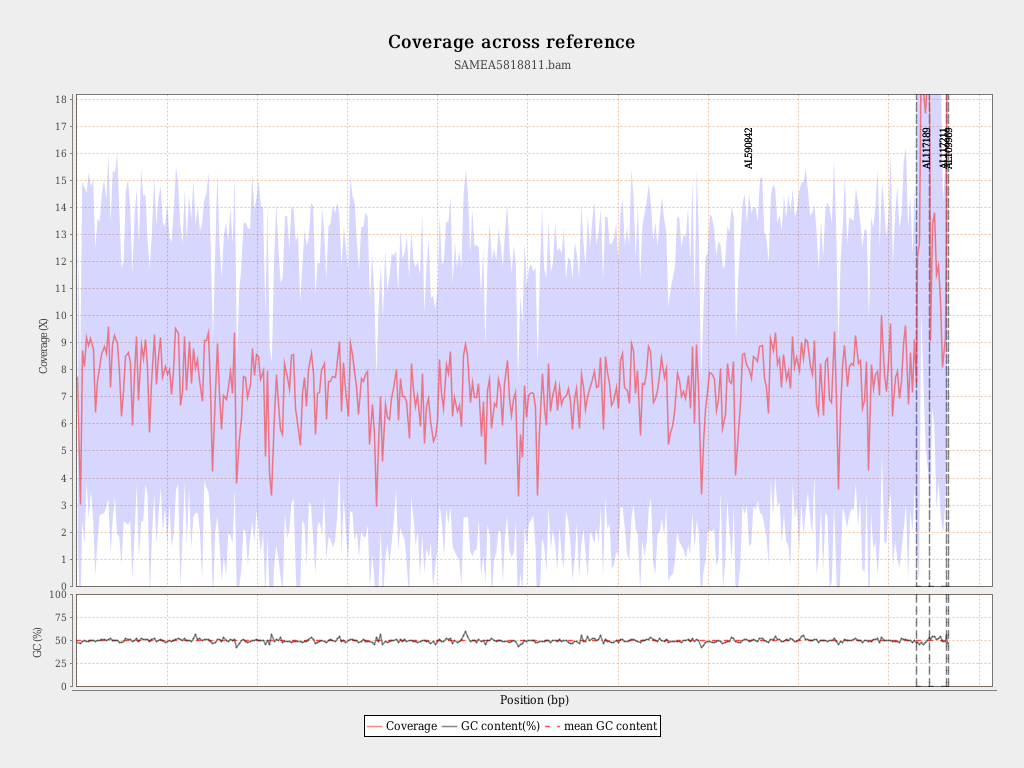 Coverage across reference
SAMEA5818811.bam
18
17
16
15
14
13
12
11
10
9
8
7
6
5
4
3
2
1
0
Coverage (X)
AL590842
AL117189
AL117211
AL109969
100
75
50
25
0
GC (%)
Position (bp)
Coverage GC content(%) mean GC content